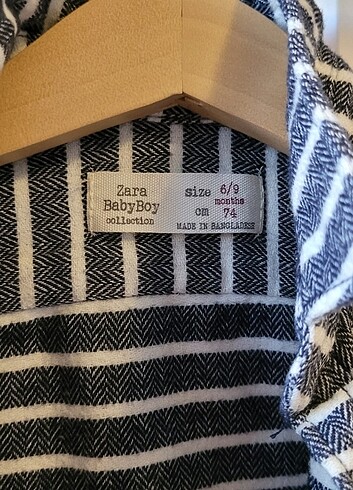 Zara
BabyBoy
collection
size 6/9
months
cm 74
MADE IN BANGLADESH